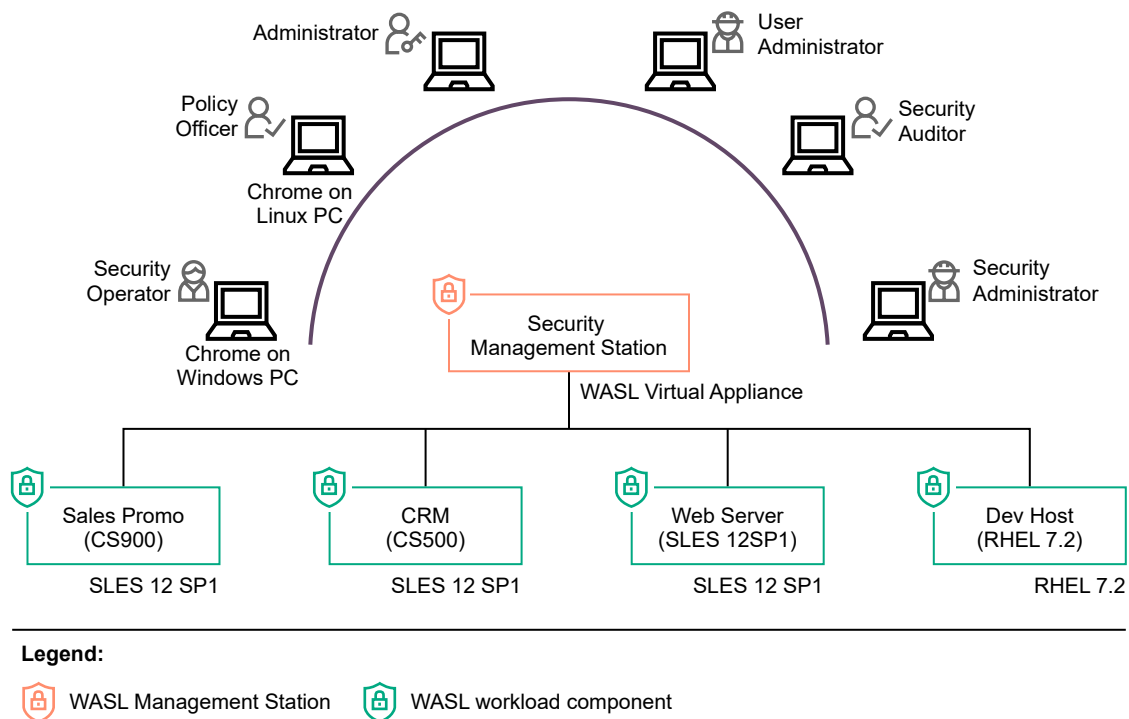 Administrator
User
Administrator
Policy
Officer
Security
Auditor
Chrome on
Linux PC
Security
Operator
Security
Administrator
Security
Management Station
Chrome on
Windows PC
WASL Virtual Appliance
Sales Promo
(CS900)
CRM
(CS500)
Web Server
(SLES 12SP1)
Dev Host
(RHEL 7.2)
SLES 12 SP1
SLES 12 SP1
SLES 12 SP1
RHEL 7.2
Legend:
WASL Management Station
WASL workload component